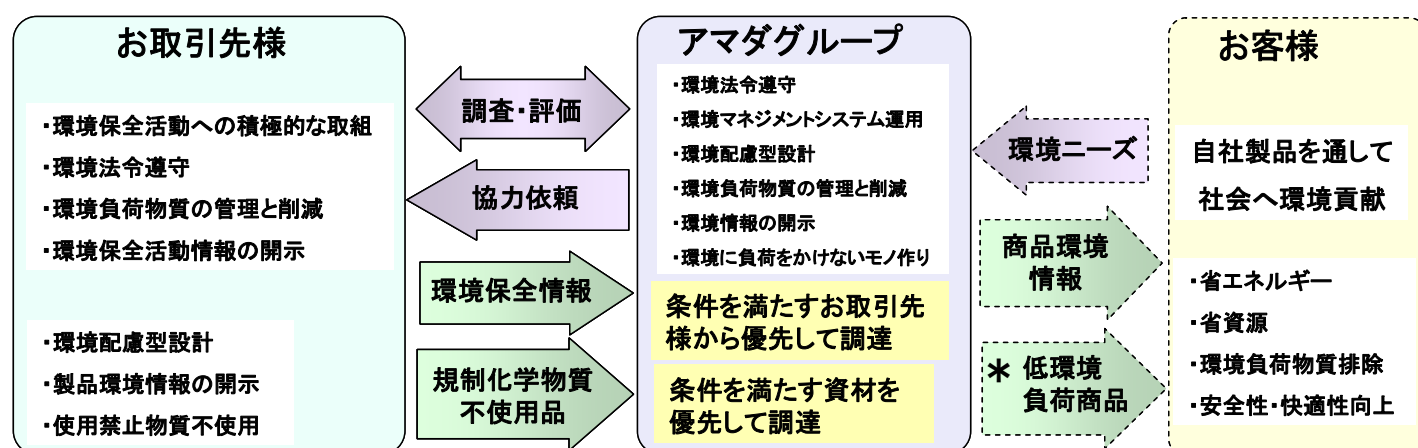 お取引先様
・環境保全活動への積極的な取組
・環境法令遵守
・環境負荷物質の管理と削減
・環境保全活動情報の開示
・環境配慮型設計
・製品環境情報の開示
・使用禁止物質不使用
調査・評価
協力依頼
環境保全情報
規制化学物質
不使用品
アマダグループ
・環境法令遵守
・環境マネジメントシステム運用
・環境配慮型設計
・環境負荷物質の管理と削減
・環境情報の開示
・環境に負荷をかけないモノ作り
条件を満たすお取引先
様から優先して調達
条件を満たす資材を
優先して調達
環境ニーズ
商品環境
情報
＊ 低環境
負荷商品
お客様
自社製品を通して
社会へ環境貢献
・省エネルギー
・省資源
・環境負荷物質排除
・安全性・快適性向上